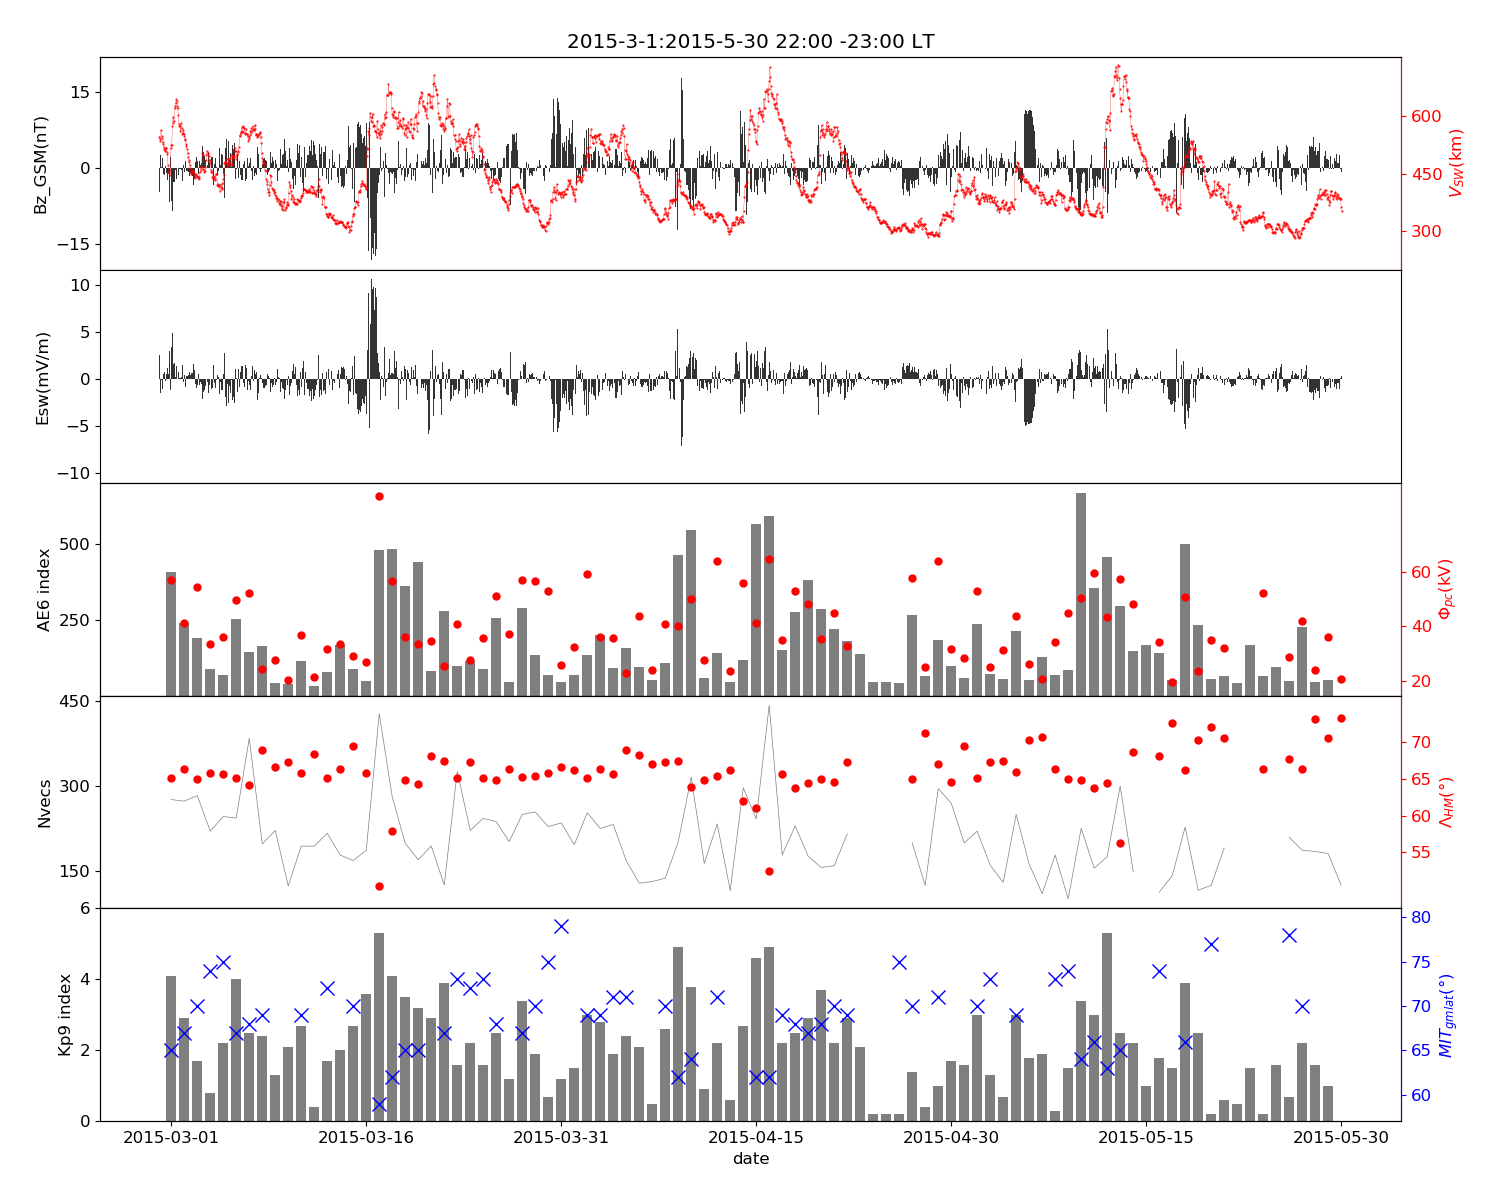 2015-3-1:2015-5-30 22:00 -23:00 LT
Bz_GSM(nT)
15
0
−15
600
450
300
V_SW(km)
Esw(mV/m)
10
5
0
−5
−10
AE6 index
500
250
60
40
20
Φ_pc(kV)
Nvecs
450
300
150
70
65
60
55
Λ_HM(°)
Kp9 index
6
4
2
0
80
75
70
65
60
MIT_gmlat(°)
2015-03-01 2015-03-16 2015-03-31 2015-04-15 2015-04-30 2015-05-15 2015-05-30
date